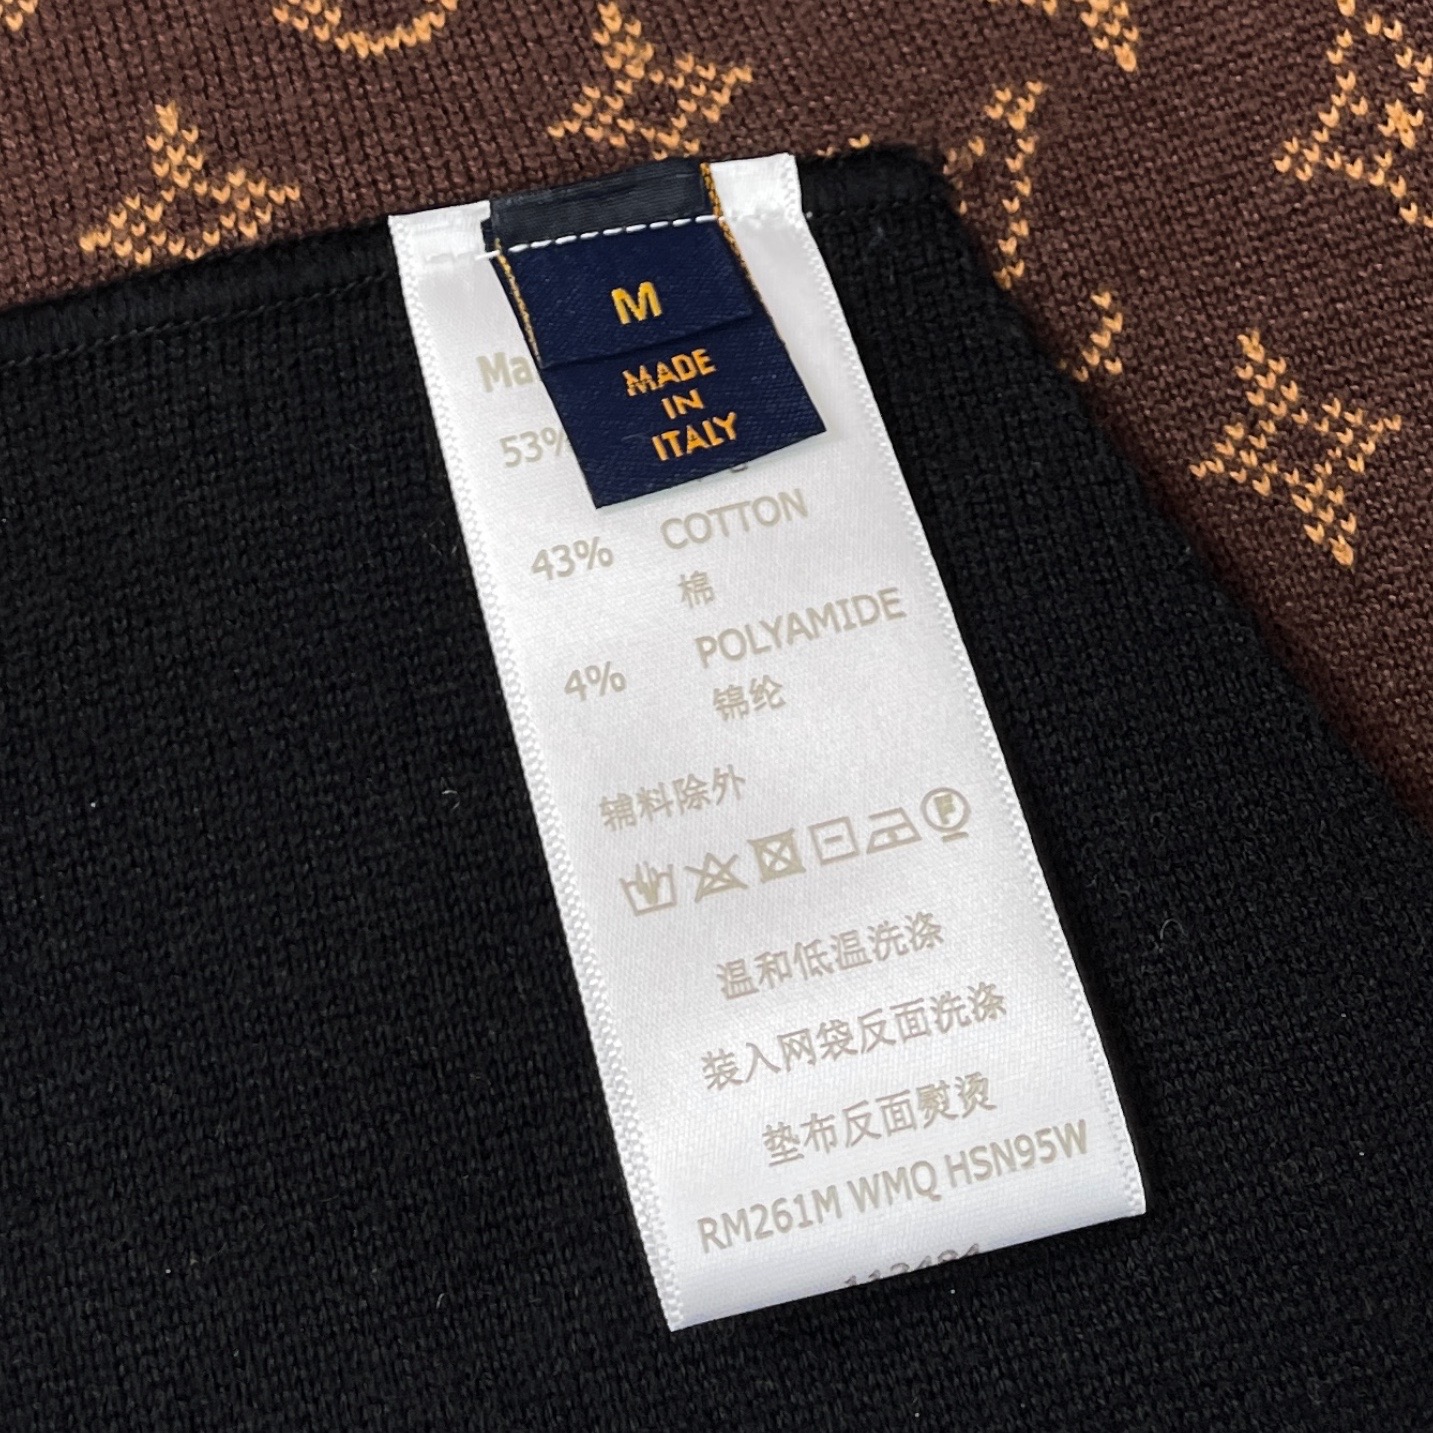 M
MADE
IN
ITALY
Ma
53%
43% COTTON
棉
4% POLYAMIDE
锦纶
辅料除外
F
温和低温洗涤
装入网袋反面洗涤
垫布反面熨烫
RM261M WMQ HSN95W